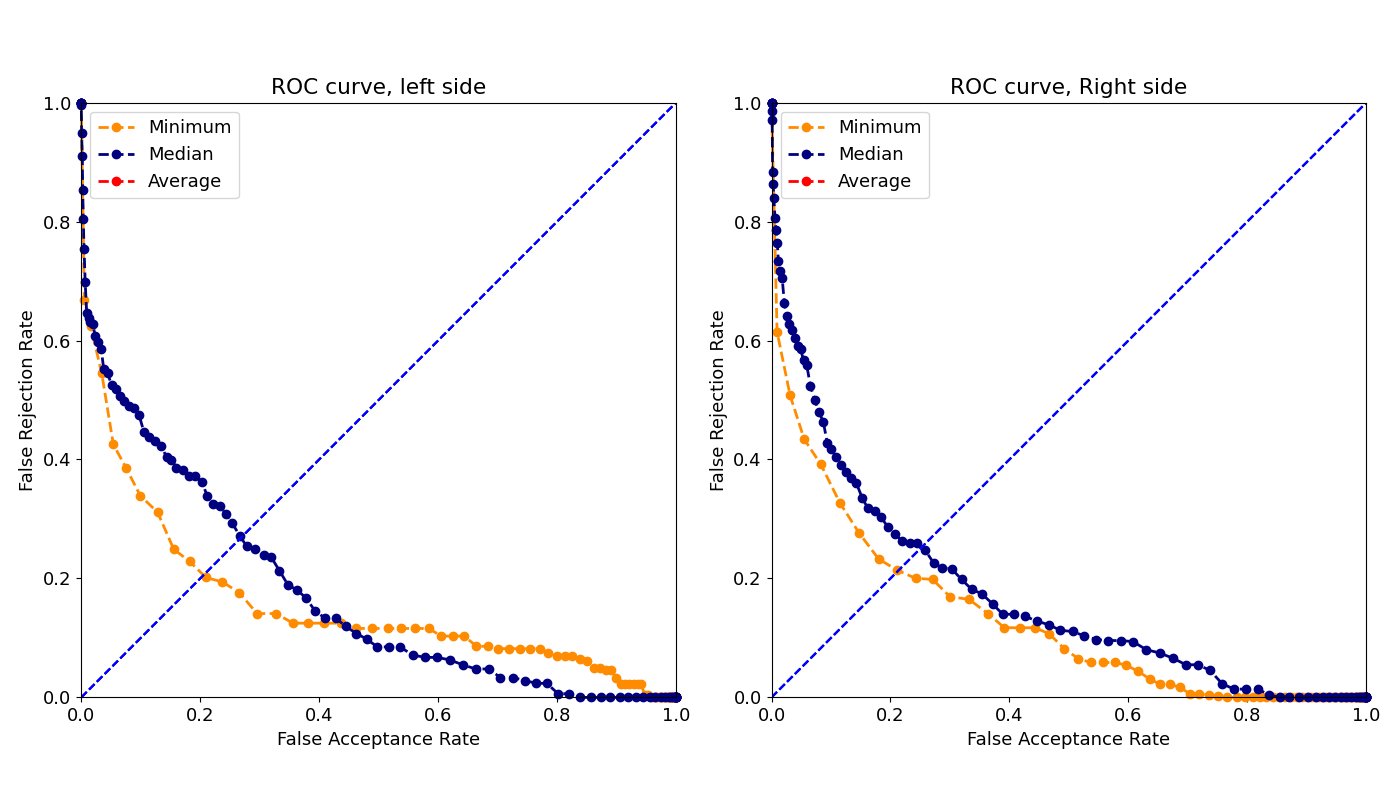 ROC curve, left side
1.0
0.8
0.6
0.4
0.2
0.0
False Rejection Rate
Minimum
Median
Average
0.0 0.2 0.4 0.6 0.8 1.0
False Acceptance Rate
ROC curve, Right side
1.0
0.8
0.6
0.4
0.2
0.0
False Rejection Rate
Minimum
Median
Average
0.0 0.2 0.4 0.6 0.8 1.0
False Acceptance Rate